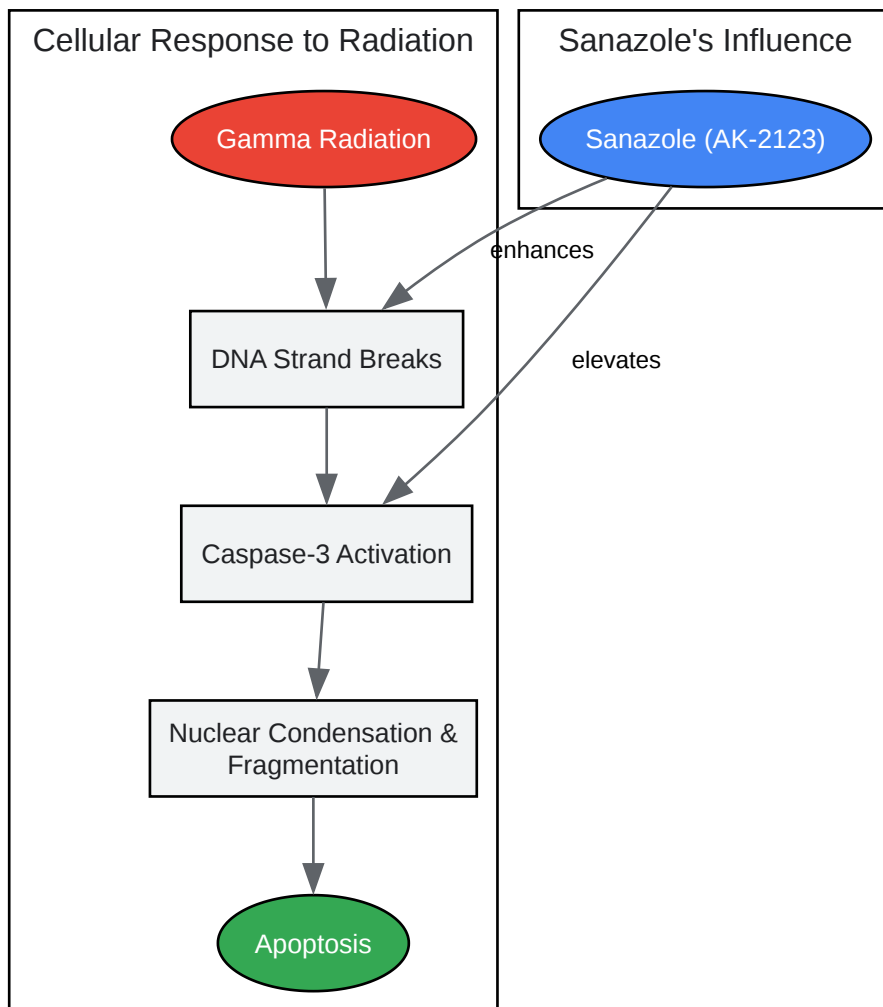 Cellular Response to Radiation
Sanazole's Influence
Gamma Radiation
Sanazole (AK-2123)
enhances
DNA Strand Breaks
elevates
Caspase-3 Activation
Nuclear Condensation &
Fragmentation
Apoptosis